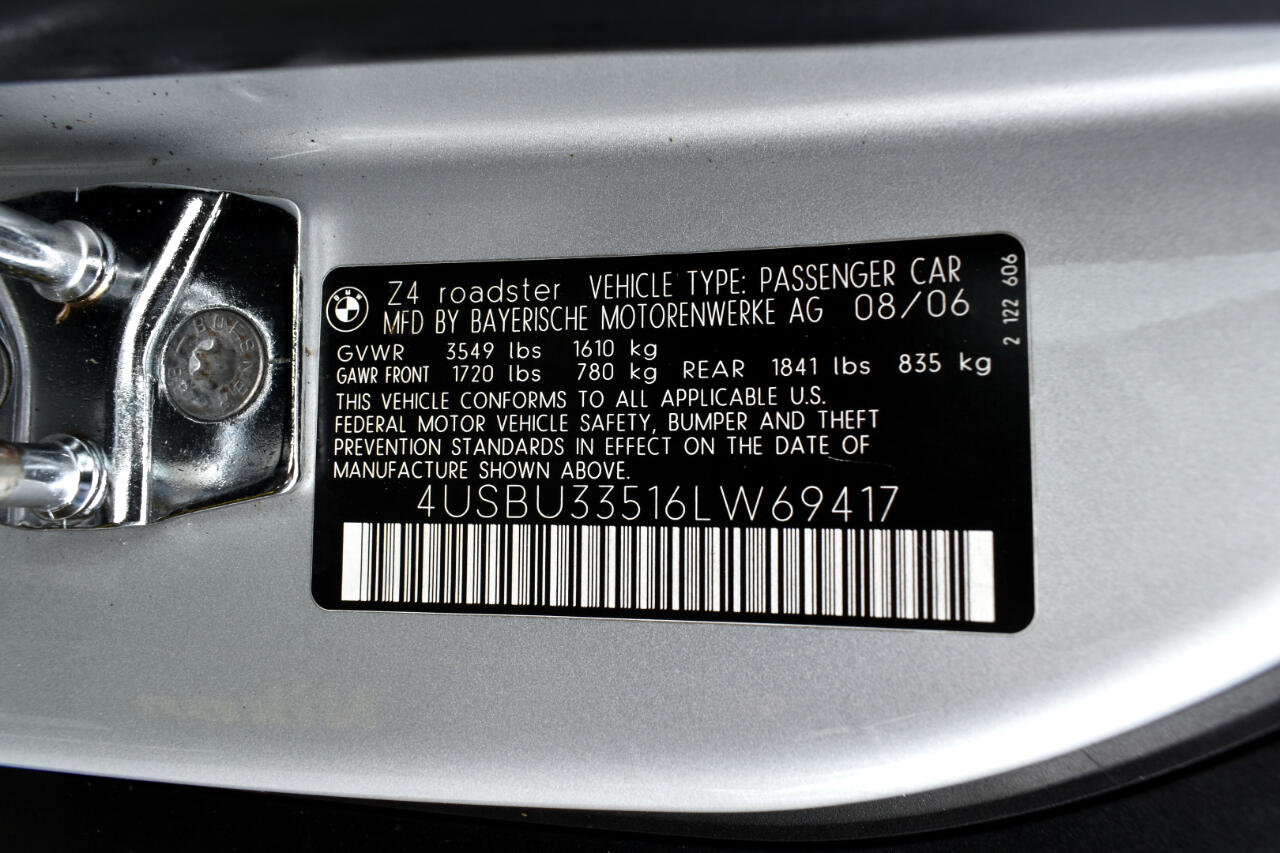 BMW
Z4 roadster VEHICLE TYPE: PASSENGER CAR
MFD BY BAYERISCHE MOTORENWERKE AG 08/06
GVWR 3549 lbs 1610 kg
GAWR FRONT 1720 lbs 780 kg REAR 1841 lbs 835 kg
THIS VEHICLE CONFORMS TO ALL APPLICABLE U.S.
FEDERAL MOTOR VEHICLE SAFETY, BUMPER AND THEFT
PREVENTION STANDARDS IN EFFECT ON THE DATE OF
MANUFACTURE SHOWN ABOVE.
4USBU33516LW69417
2 122 606